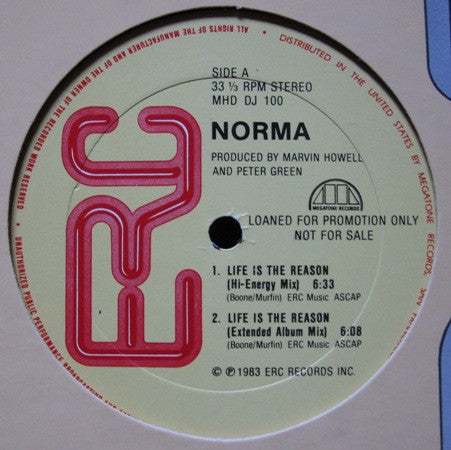 SIDE A
33 ⅓ RPM STEREO
MHD DJ 100
NORMA
PRODUCED BY MARVIN HOWELL
AND PETER GREEN
MEGATONE RECORDS
LOANED FOR PROMOTION ONLY
NOT FOR SALE
1. LIFE IS THE REASON
(Hi-Energy Mix) 6:33
(Boone/Murfin) ERC Music ASCAP
2. LIFE IS THE REASON
(Extended Album Mix) 6:08
(Boone/Murfin) ERC Music ASCAP
© ℗ 1983 ERC RECORDS INC.
ERC
ALL RIGHTS OF THE MANUFACTURER AND OF THE OWNER OF THE RECORDED WORK RESERVED • UNAUTHORIZED PUBLIC PERFORMANCE
• DISTRIBUTED IN THE UNITED STATES BY MEGATONE RECORDS, SAN